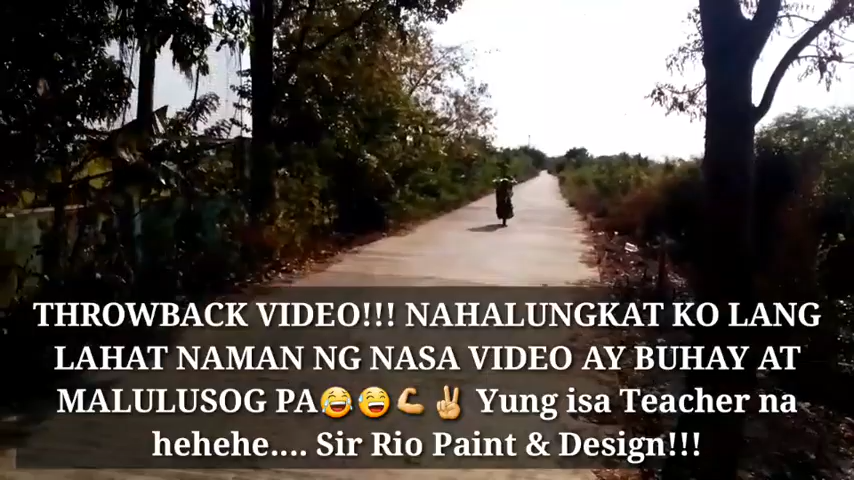 THROWBACK VIDEO!!! NAHALUNGKAT KO LANG
LAHAT NAMAN NG NASA VIDEO AY BUHAY AT
MALULUSOG PA😅😅💪✌ Yung isa Teacher na
hehehe.... Sir Rio Paint & Design!!!